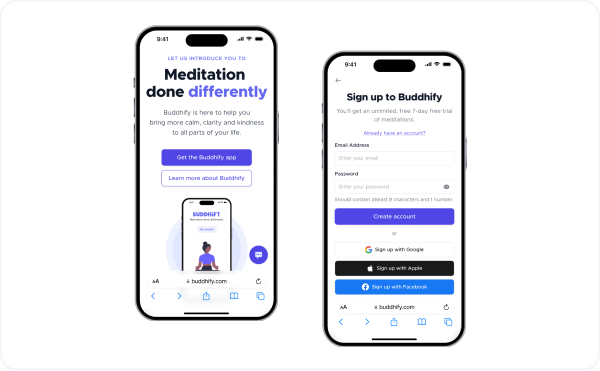 9:41
LET US INTRODUCE YOU TO
Meditation
done differently
Buddhify is here to help you
bring more calm, clarity and kindness
to all parts of your life.
Get the Buddhify app
Learn more about Buddhify
BUDDHIFY
Meditation done differently.
Get started
AA
buddhify.com
9:41
Sign up to Buddhify
You'll get an unlimited, free 7-day free trial
of meditations.
Already have an account?
Email Address
Enter your email
Password
Enter your password
Should contain atleast 8 characters and 1 number.
Create account
or
Sign up with Google
Sign up with Apple
Sign up with Facebook
AA
buddhify.com